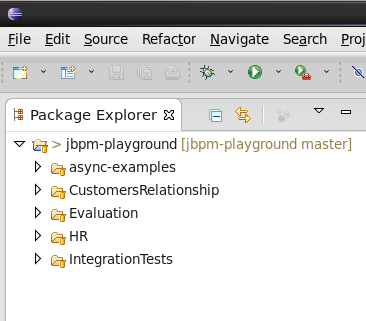 File Edit Source Refactor Navigate Search Proj
Package Explorer
> jbpm-playground [jbpm-playground master]
async-examples
CustomersRelationship
Evaluation
HR
IntegrationTests